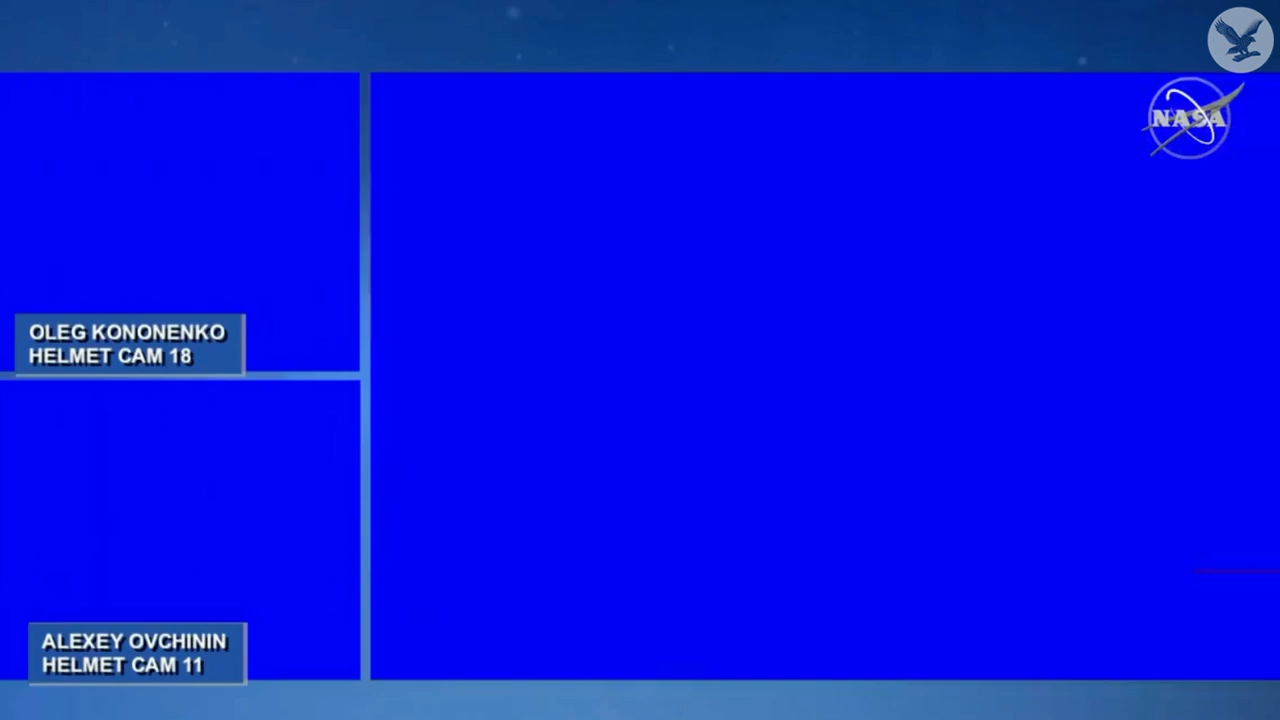 NASA
OLEG KONONENKO
HELMET CAM 18
ALEXEY OVCHININ
HELMET CAM 11